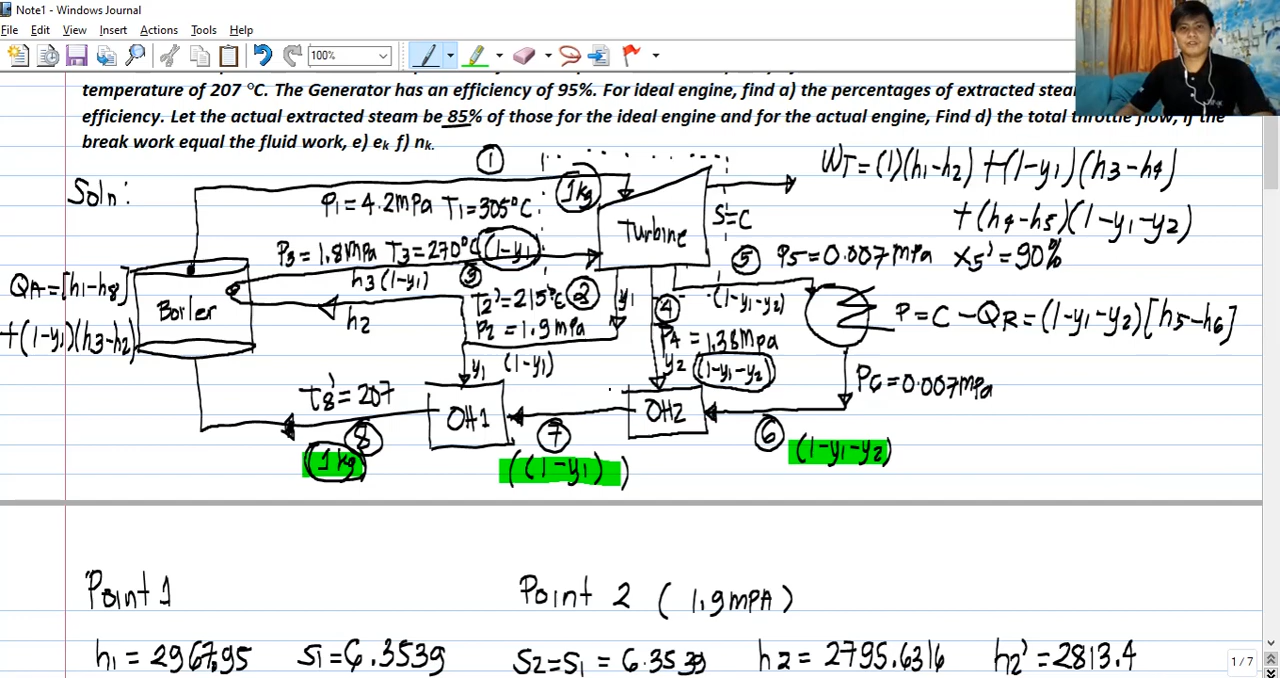 Note1 - Windows Journal
File Edit View Insert Actions Tools Help
100%
temperature of 207 °C. The Generator has an efficiency of 95%. For ideal engine, find a) the percentages of extracted stea
efficiency. Let the actual extracted steam be 85% of those for the ideal engine and for the actual engine, Find d) the total throttle flow, if the
break work equal the fluid work, e) ek f) nk.
Soln:
1
1kg
WT = (1)(h1-h2) + (1-y1)(h3-h4)
+ (h4-h5)(1-y1-y2)
P1 = 4.2mPa T1 = 305°C
Turbine
S=C
P3 = 1.8MPa T3 = 270°C (1-y1)
3
h3 (1-y1)
5
P5 = 0.007mPa x5' = 90%
QA = [h1-h8]
+ (1-y1)(h3-h2)
Boiler
h2
T2' = 215°C 2
P2 = 1.9mPa
y1
4
(1-y1-y2)
P = C -QR = (1-y1-y2)[h5-h6]
P4 = 1.38Mpa
y1 (1-y1)
y2 (1-y1-y2)
P6 = 0.007mPa
T8' = 207
OH1
OH2
8
7
6
(1kg)
((1-y1) )
(1-y1-y2)
Point 1
Point 2 (1.9mPA)
h1 = 2967.95 S1 = 6.3539
S2 = S1 = 6.3539 h2 = 2795.6316 h2' = 2813.4
1 / 7